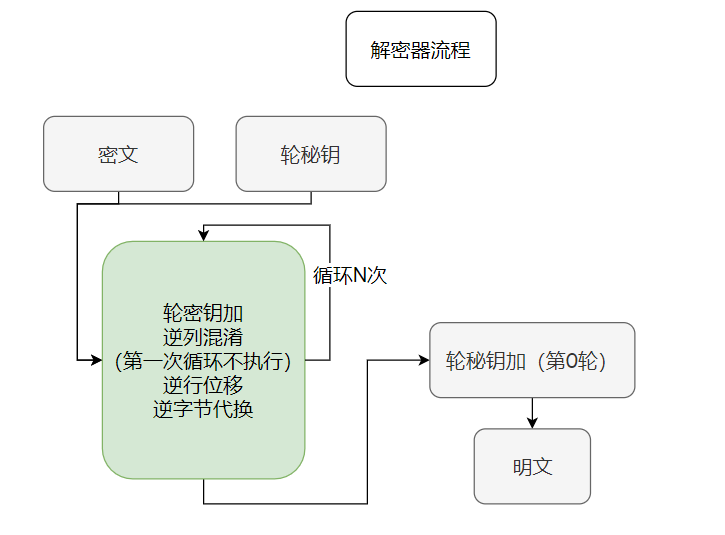 解密器流程
密文
轮秘钥
循环N次
轮密钥加
逆列混淆
（第一次循环不执行）
逆行位移
逆字节代换
轮秘钥加（第0轮）
明文